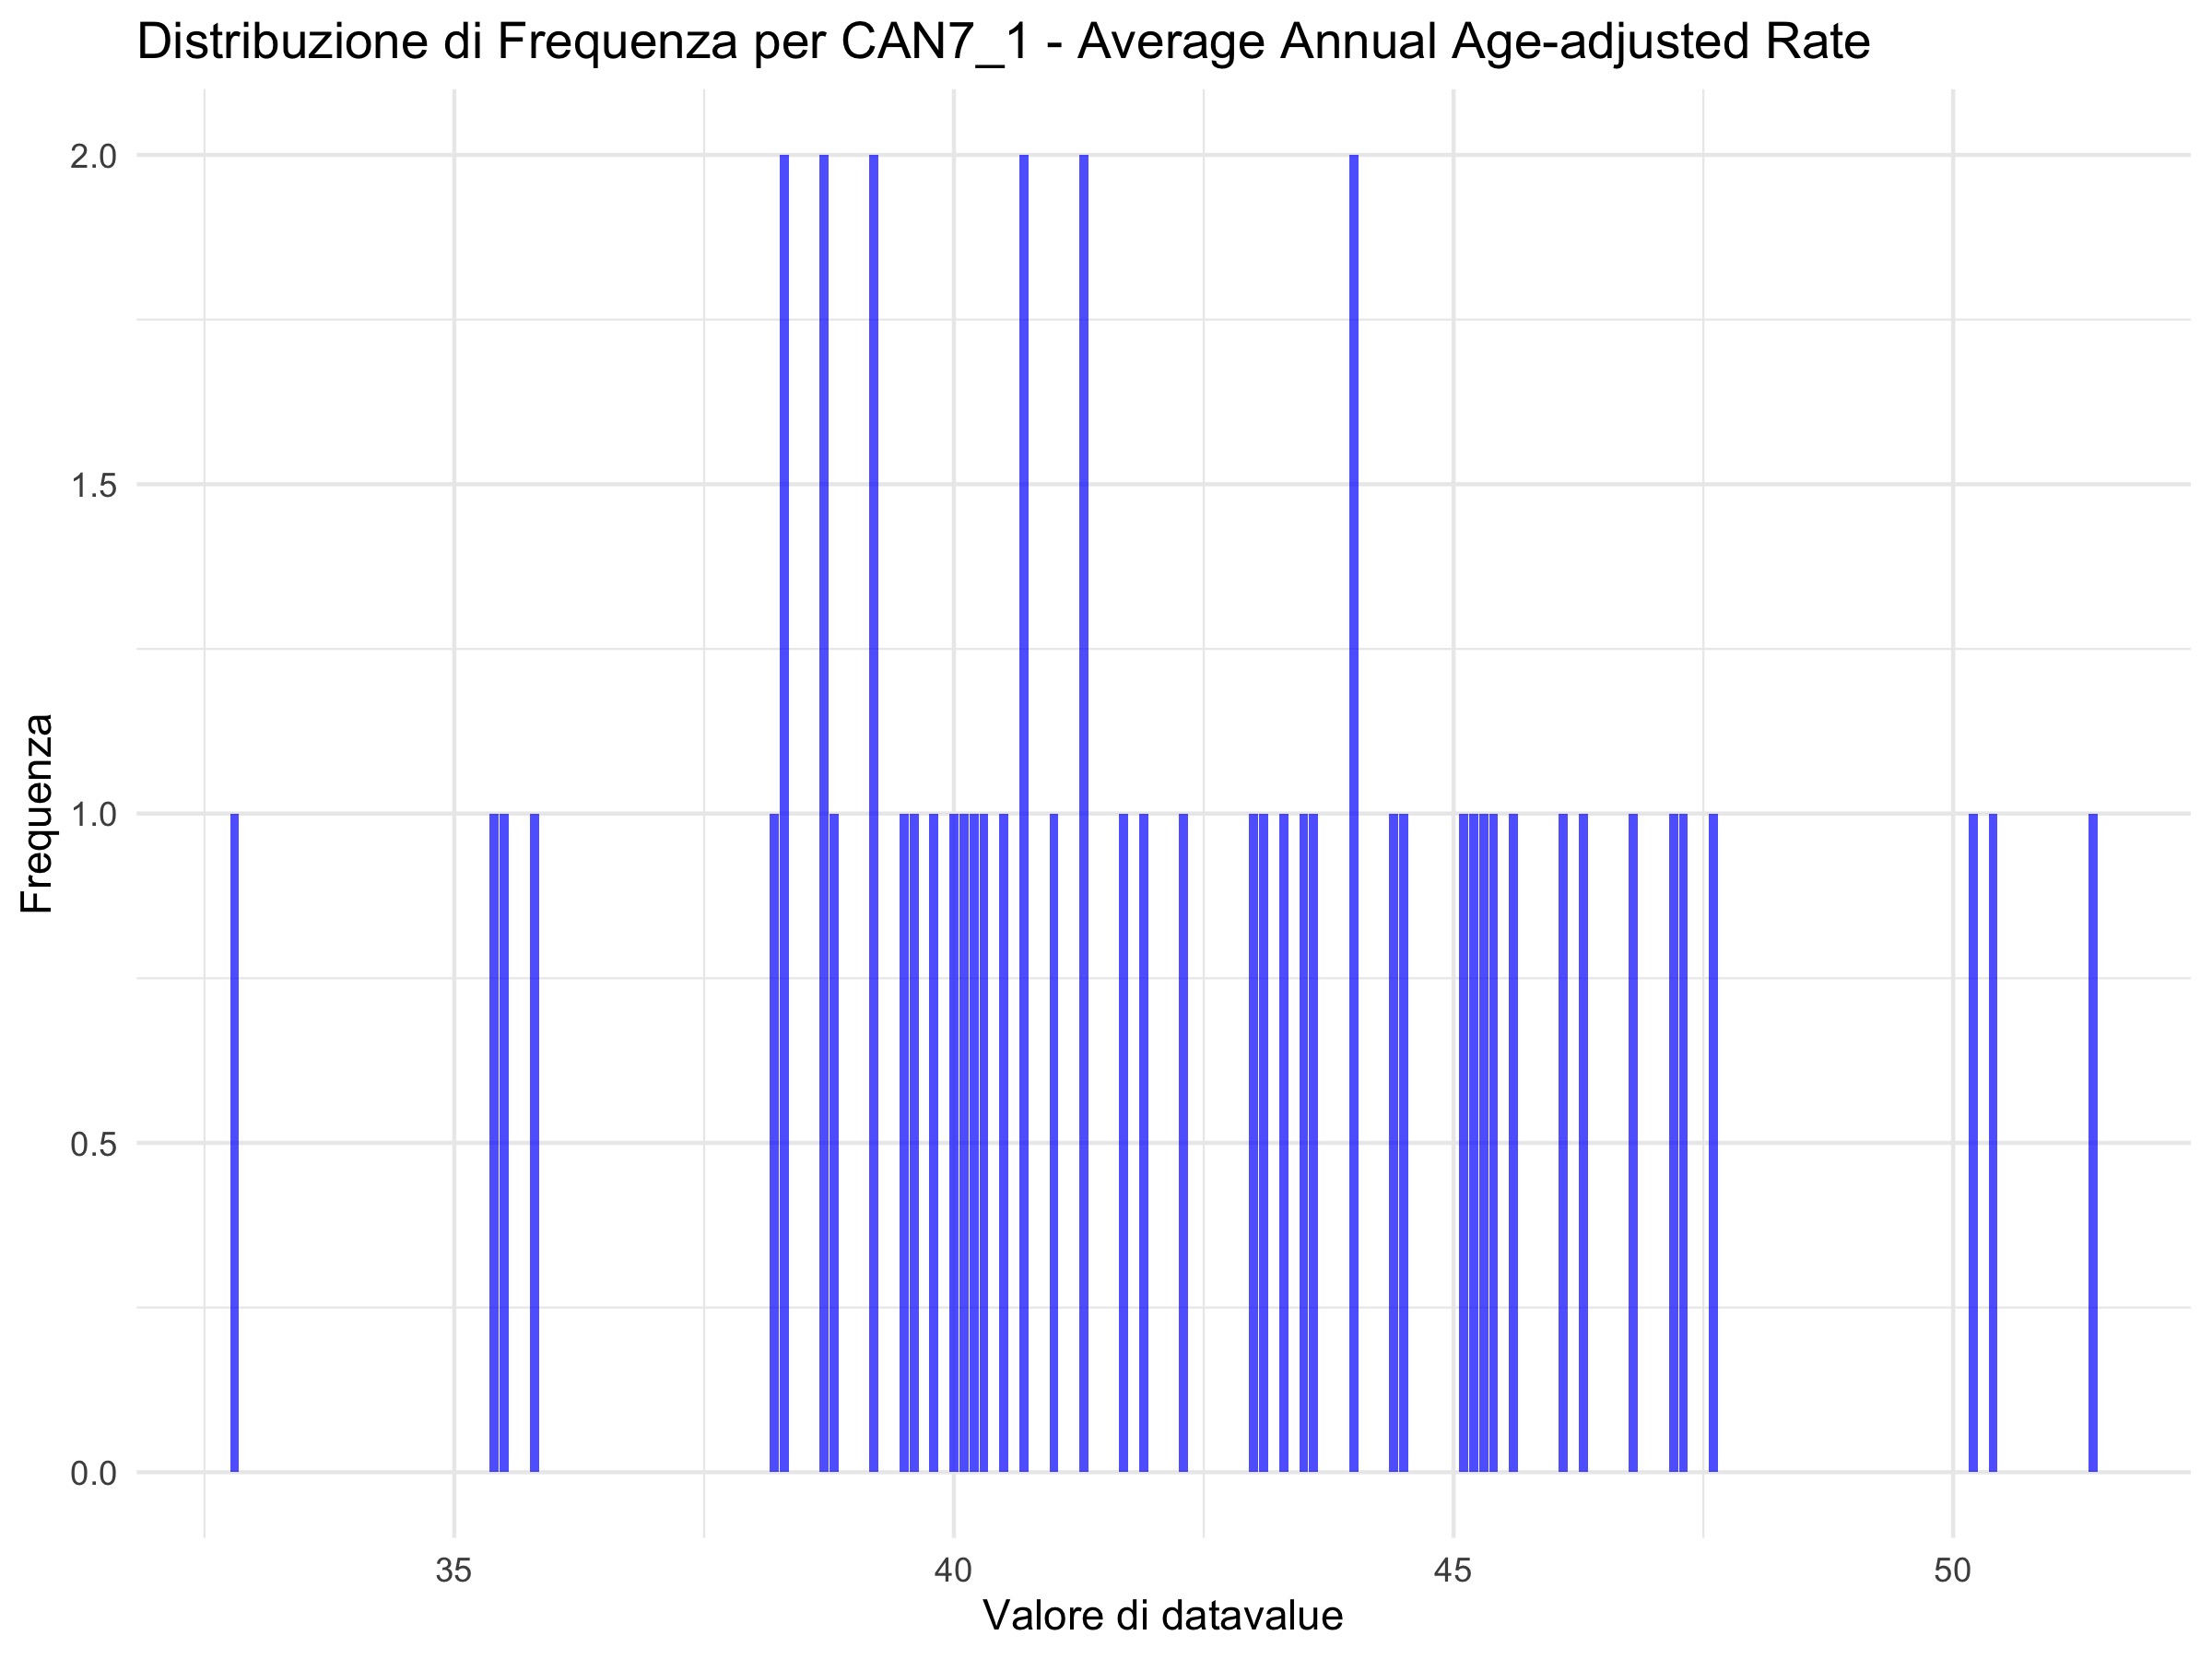 Distribuzione di Frequenza per CAN7_1 - Average Annual Age-adjusted Rate
2.0
1.5
1.0
0.5
0.0
Frequenza
35 40 45 50
Valore di datavalue